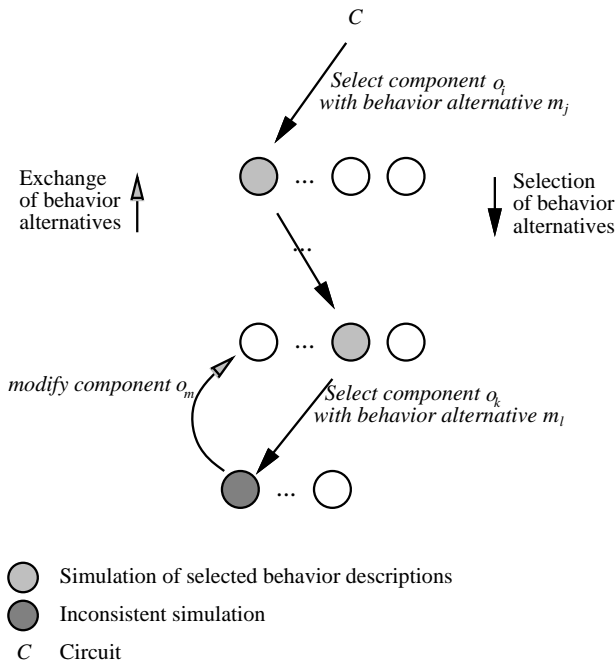 C
Select component o_i
with behavior alternative m_j
Exchange
of behavior
alternatives
...
Selection
of behavior
alternatives
...
...
modify component o_m
Select component o_k
with behavior alternative m_l
...
Simulation of selected behavior descriptions
Inconsistent simulation
C Circuit